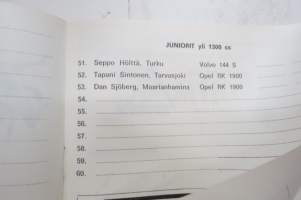 JUNIORIT yli 1300 cc
51. Seppo Hölttä, Turku Volvo 144 S
52. Tapani Sintonen, Tarvasjoki Opel RK 1900
53. Dan Sjöberg, Maarianhamina Opel RK 1900
54.
55.
56.
57.
58.
59.
60.